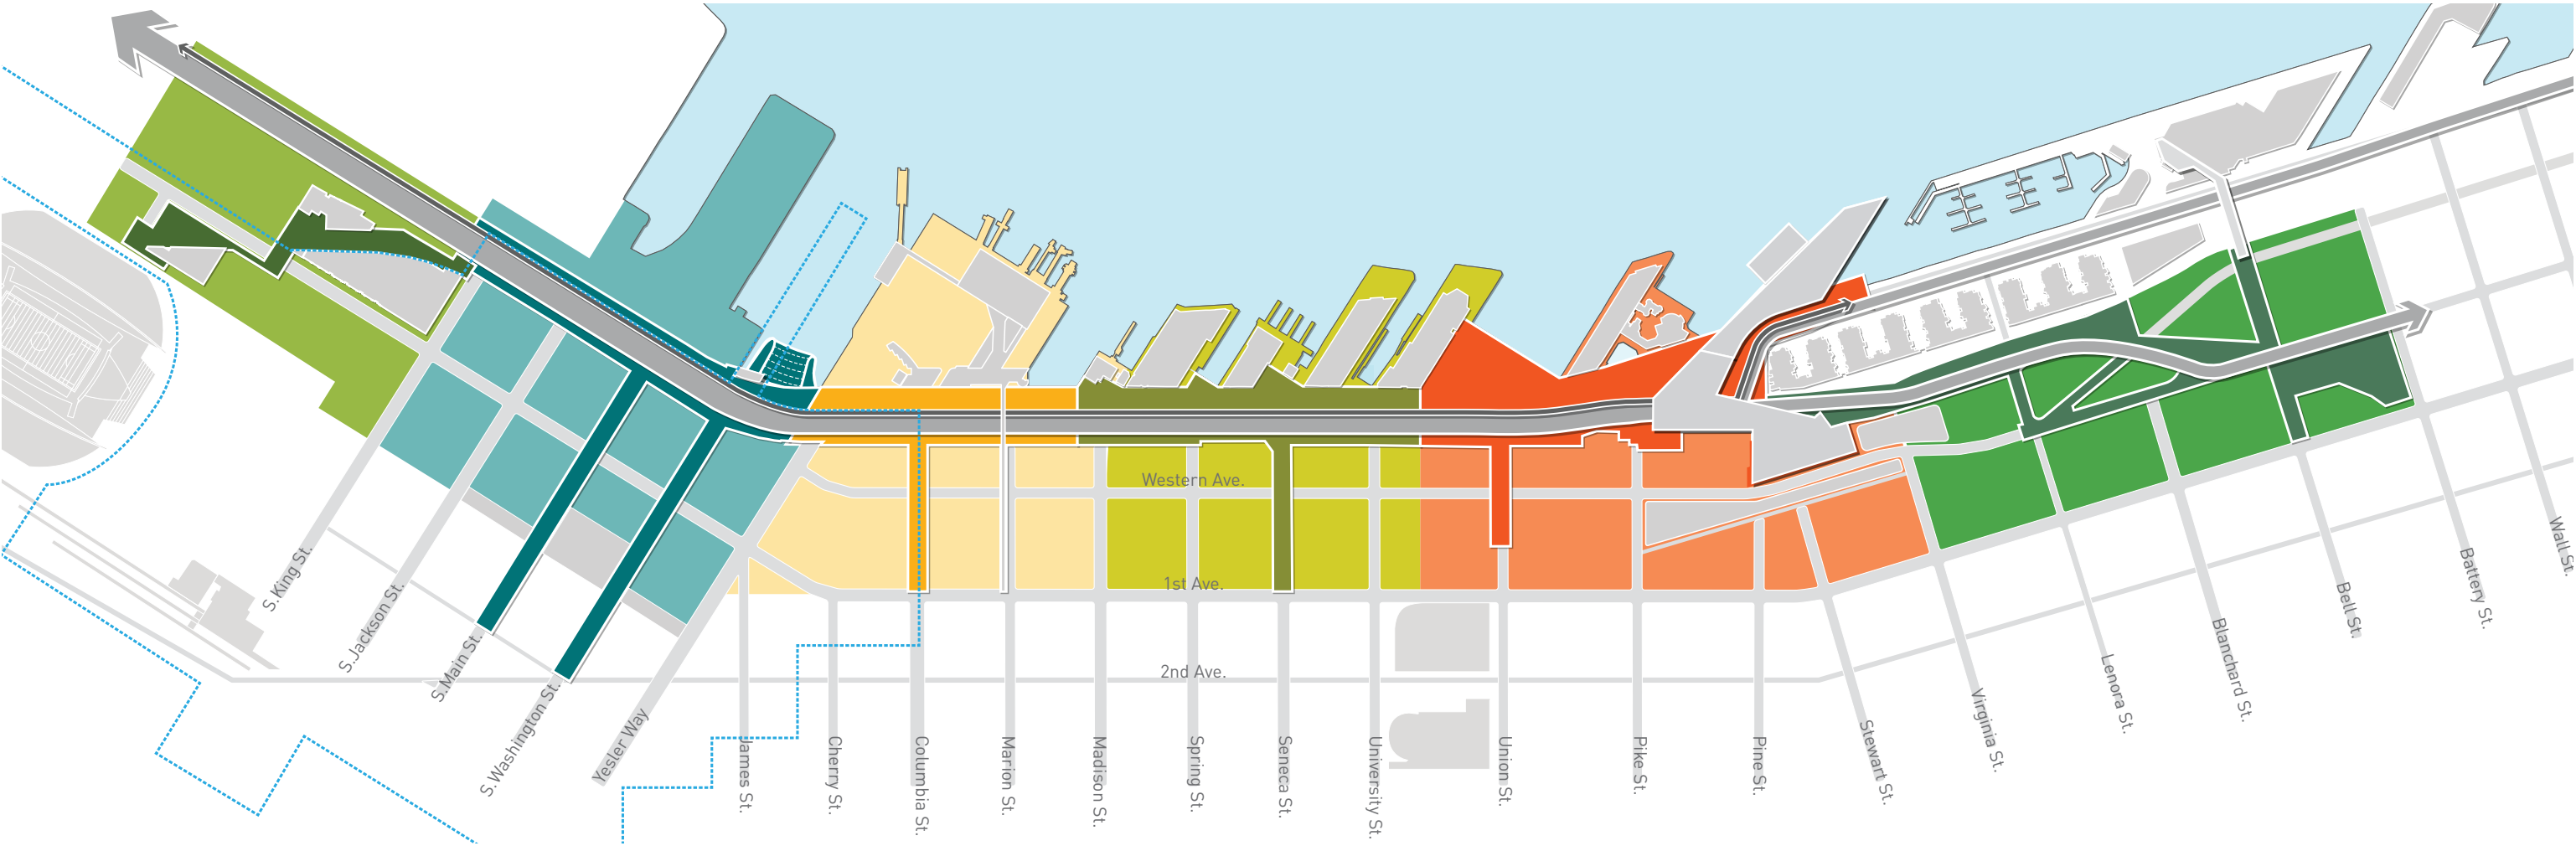 Western Ave.
1st Ave.
2nd Ave.
S.King St.
S.Jackson St.
S.Main St.
S.Washington St.
Yesler Way
James St.
Cherry St.
Columbia St.
Marion St.
Madison St.
Spring St.
Seneca St.
University St.
Union St.
Pike St.
Pine St.
Stewart St.
Virginia St.
Lenora St.
Blanchard St.
Bell St.
Battery St.
Wall St.